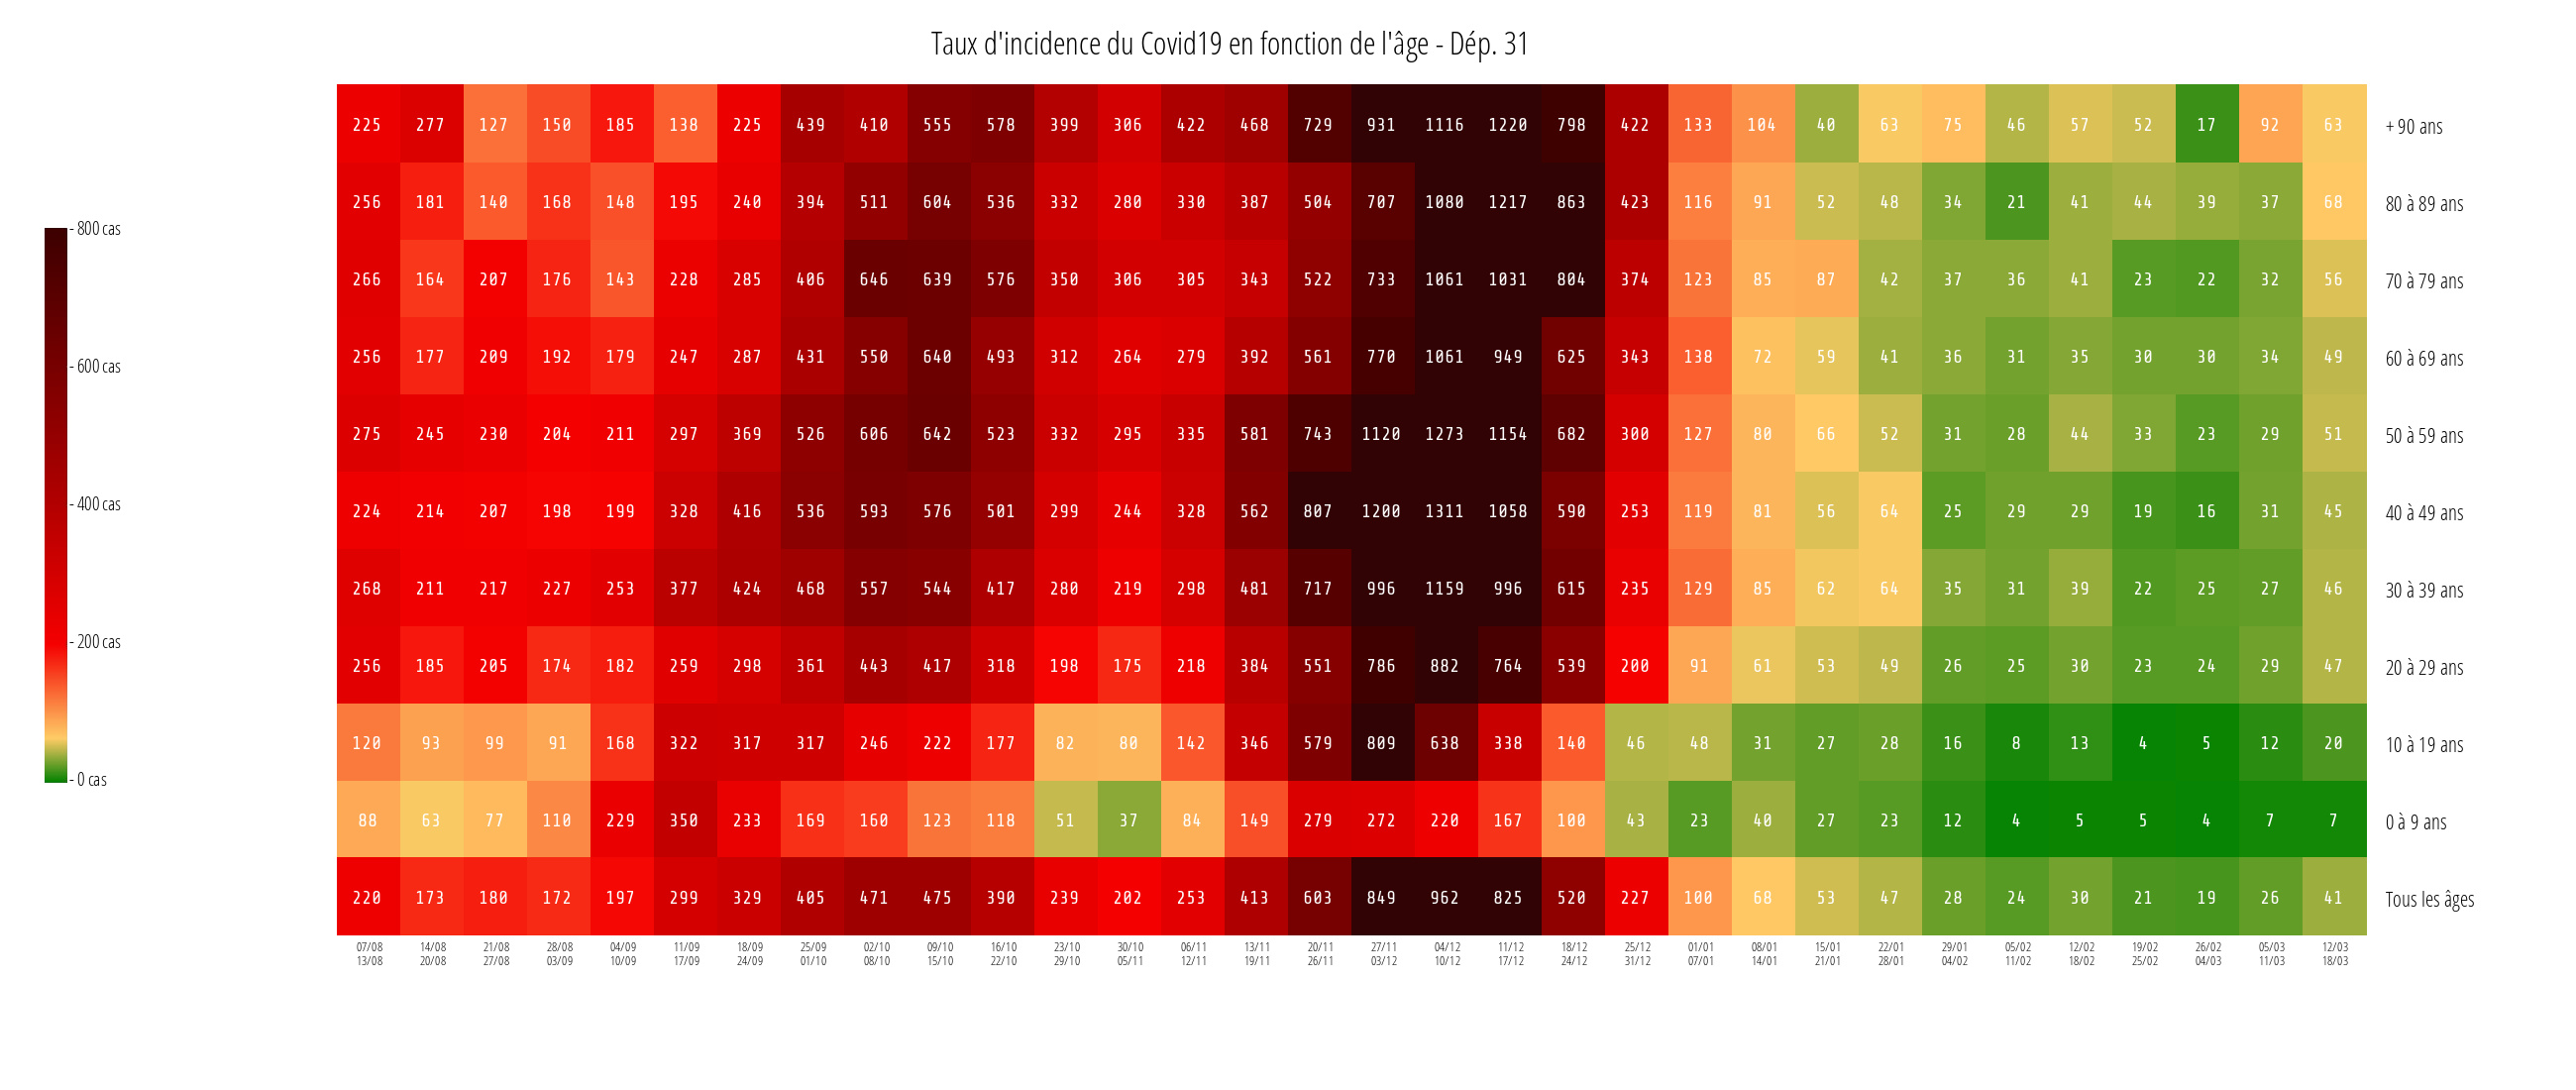 Taux d'incidence du Covid19 en fonction de l'âge - Dép. 31
225 277 127 150 185 138 225 439 410 555 578 399 306 422 468 729 931 1116 1220 798 422 133 104 40 63 75 46 57 52 17 92 63 + 90 ans
256 181 140 168 148 195 240 394 511 604 536 332 280 330 387 504 707 1080 1217 863 423 116 91 52 48 34 21 41 44 39 37 68 80 à 89 ans
- 800 cas
266 164 207 176 143 228 285 406 646 639 576 350 306 305 343 522 733 1061 1031 804 374 123 85 87 42 37 36 41 23 22 32 56 70 à 79 ans
256 177 209 192 179 247 287 431 550 640 493 312 264 279 392 561 770 1061 949 625 343 138 72 59 41 36 31 35 30 30 34 49 60 à 69 ans
- 600 cas
275 245 230 204 211 297 369 526 606 642 523 332 295 335 581 743 1120 1273 1154 682 300 127 80 66 52 31 28 44 33 23 29 51 50 à 59 ans
- 400 cas
224 214 207 198 199 328 416 536 593 576 501 299 244 328 562 807 1200 1311 1058 590 253 119 81 56 64 25 29 29 19 16 31 45 40 à 49 ans
268 211 217 227 253 377 424 468 557 544 417 280 219 298 481 717 996 1159 996 615 235 129 85 62 64 35 31 39 22 25 27 46 30 à 39 ans
- 200 cas
256 185 205 174 182 259 298 361 443 417 318 198 175 218 384 551 786 882 764 539 200 91 61 53 49 26 25 30 23 24 29 47 20 à 29 ans
120 93 99 91 168 322 317 317 246 222 177 82 80 142 346 579 809 638 338 140 46 48 31 27 28 16 8 13 4 5 12 20 10 à 19 ans
- 0 cas
88 63 77 110 229 350 233 169 160 123 118 51 37 84 149 279 272 220 167 100 43 23 40 27 23 12 4 5 5 4 7 7 0 à 9 ans
220 173 180 172 197 299 329 405 471 475 390 239 202 253 413 603 849 962 825 520 227 100 68 53 47 28 24 30 21 19 26 41 Tous les âges
07/08 14/08 21/08 28/08 04/09 11/09 18/09 25/09 02/10 09/10 16/10 23/10 30/10 06/11 13/11 20/11 27/11 04/12 11/12 18/12 25/12 01/01 08/01 15/01 22/01 29/01 05/02 12/02 19/02 26/02 05/03 12/03
13/08 20/08 27/08 03/09 10/09 17/09 24/09 01/10 08/10 15/10 22/10 29/10 05/11 12/11 19/11 26/11 03/12 10/12 17/12 24/12 31/12 07/01 14/01 21/01 28/01 04/02 11/02 18/02 25/02 04/03 11/03 18/03